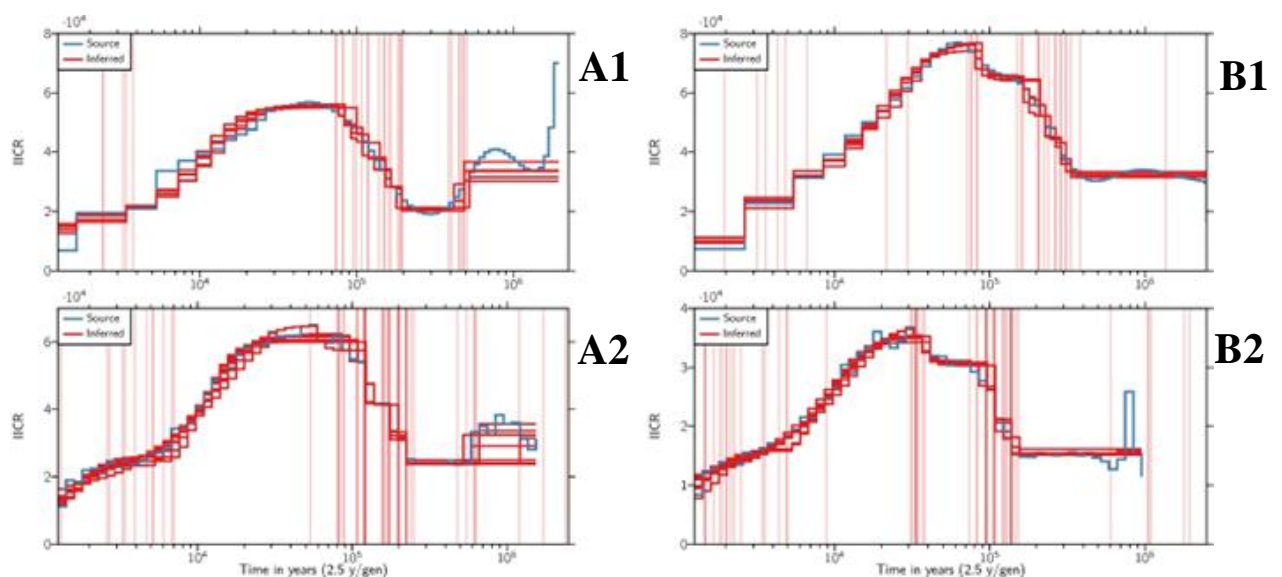 ·10⁴
8
6
4
2
0
IICR
Source
Inferred
10⁴
10⁵
10⁶
A1
·10⁴
8
6
4
2
0
IICR
Source
Inferred
10⁴
10⁵
10⁶
B1
·10⁴
6
4
2
IICR
Source
Inferred
10⁴
10⁵
10⁶
Time in years (2.5 y/gen)
A2
·10⁴
4
3
2
1
IICR
Source
Inferred
10⁴
10⁵
10⁶
Time in years (2.5 y/gen)
B2